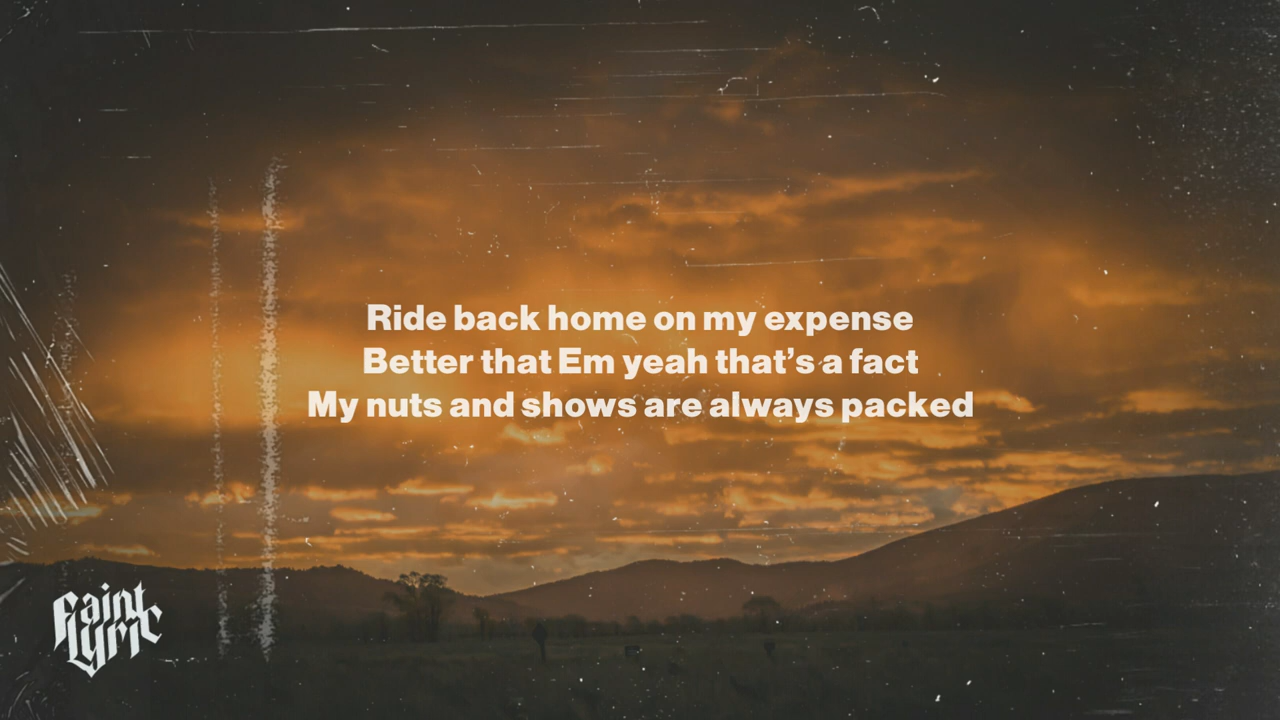 Ride back home on my expense
Better that Em yeah that’s a fact
My nuts and shows are always packed
Faint
Lyric